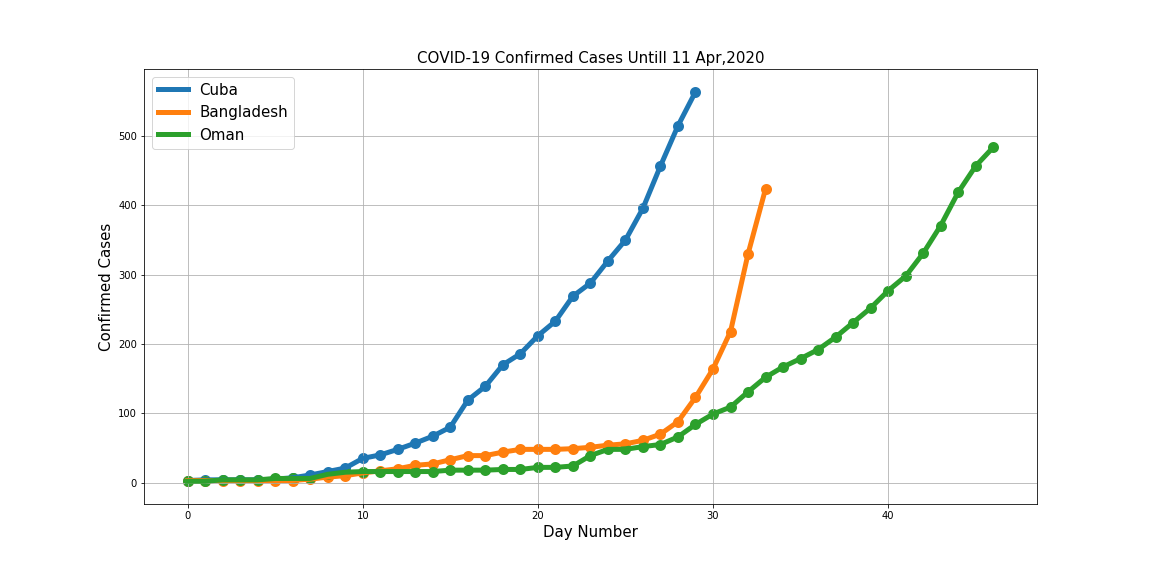 COVID-19 Confirmed Cases Untill 11 Apr,2020
Cuba
Bangladesh
Oman
Confirmed Cases
500
400
300
200
100
0
0 10 20 30 40
Day Number